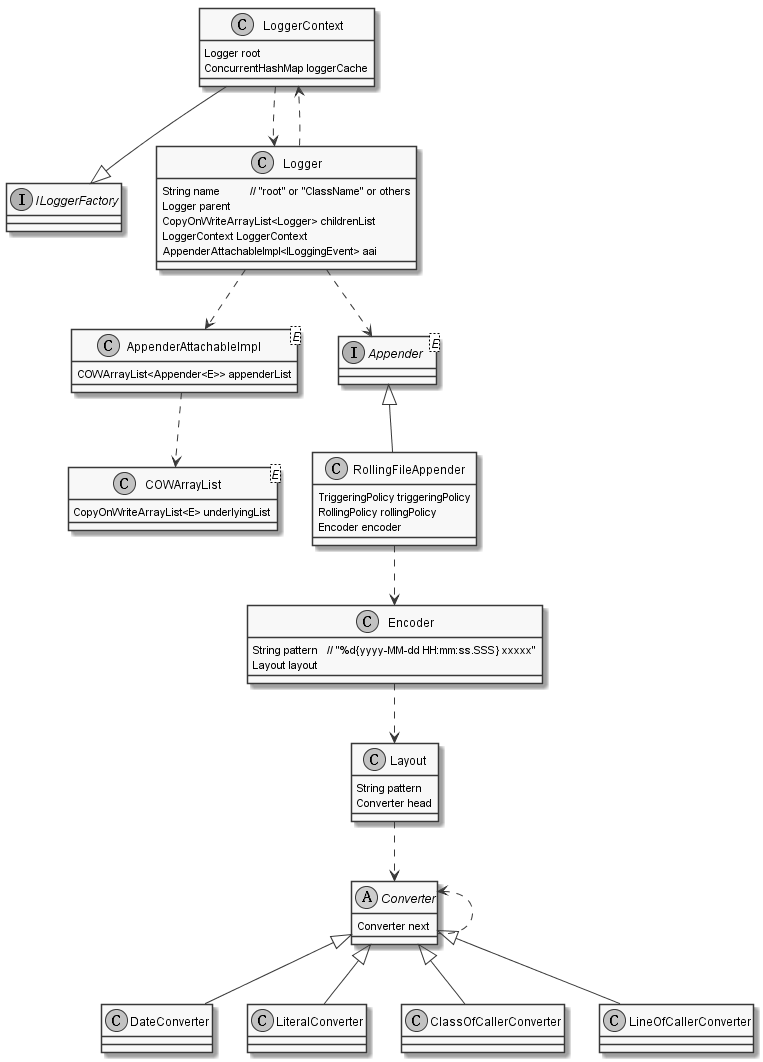 C LoggerContext
Logger root
ConcurrentHashMap loggerCache
C Logger
String name // "root" or "ClassName" or others
Logger parent
CopyOnWriteArrayList<Logger> childrenList
LoggerContext LoggerContext
AppenderAttachableImpl<ILoggingEvent> aai
I ILoggerFactory
C AppenderAttachableImpl E
COWArrayList<Appender<E>> appenderList
I Appender E
C COWArrayList E
CopyOnWriteArrayList<E> underlyingList
C RollingFileAppender
TriggeringPolicy triggeringPolicy
RollingPolicy rollingPolicy
Encoder encoder
C Encoder
String pattern // "%d{yyyy-MM-dd HH:mm:ss.SSS} xxxxx"
Layout layout
C Layout
String pattern
Converter head
A Converter
Converter next
C DateConverter
C LiteralConverter
C ClassOfCallerConverter
C LineOfCallerConverter